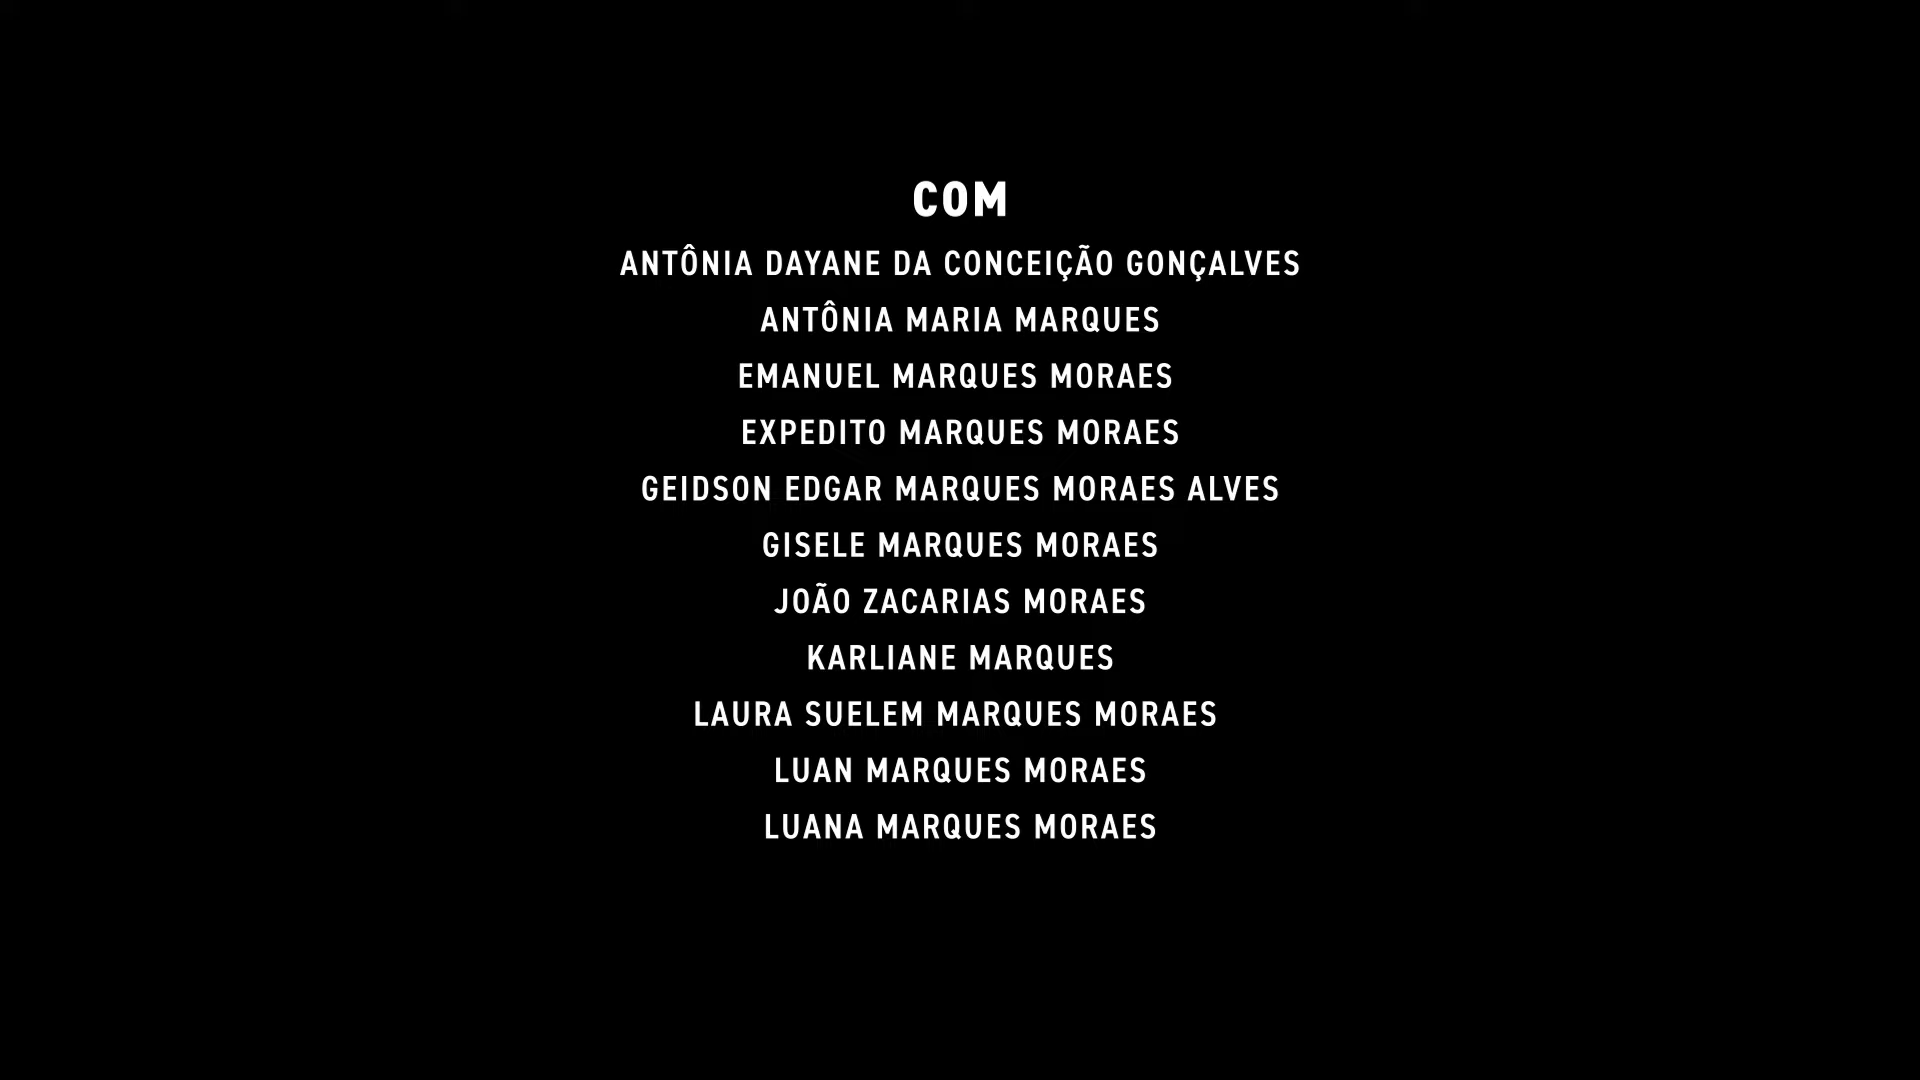 COM
ANTÔNIA DAYANE DA CONCEIÇÃO GONÇALVES
ANTÔNIA MARIA MARQUES
EMANUEL MARQUES MORAES
EXPEDITO MARQUES MORAES
GEIDSON EDGAR MARQUES MORAES ALVES
GISELE MARQUES MORAES
JOÃO ZACARIAS MORAES
KARLIANE MARQUES
LAURA SUELEM MARQUES MORAES
LUAN MARQUES MORAES
LUANA MARQUES MORAES